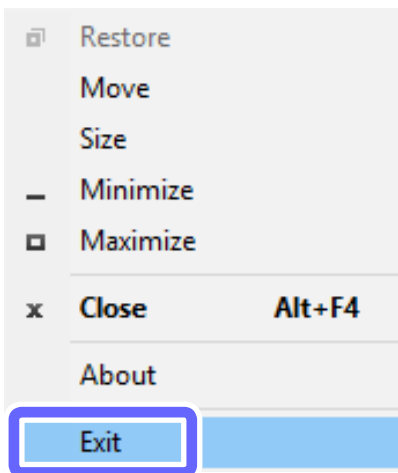 Restore
Move
Size
Minimize
Maximize
Close Alt+F4
About
Exit